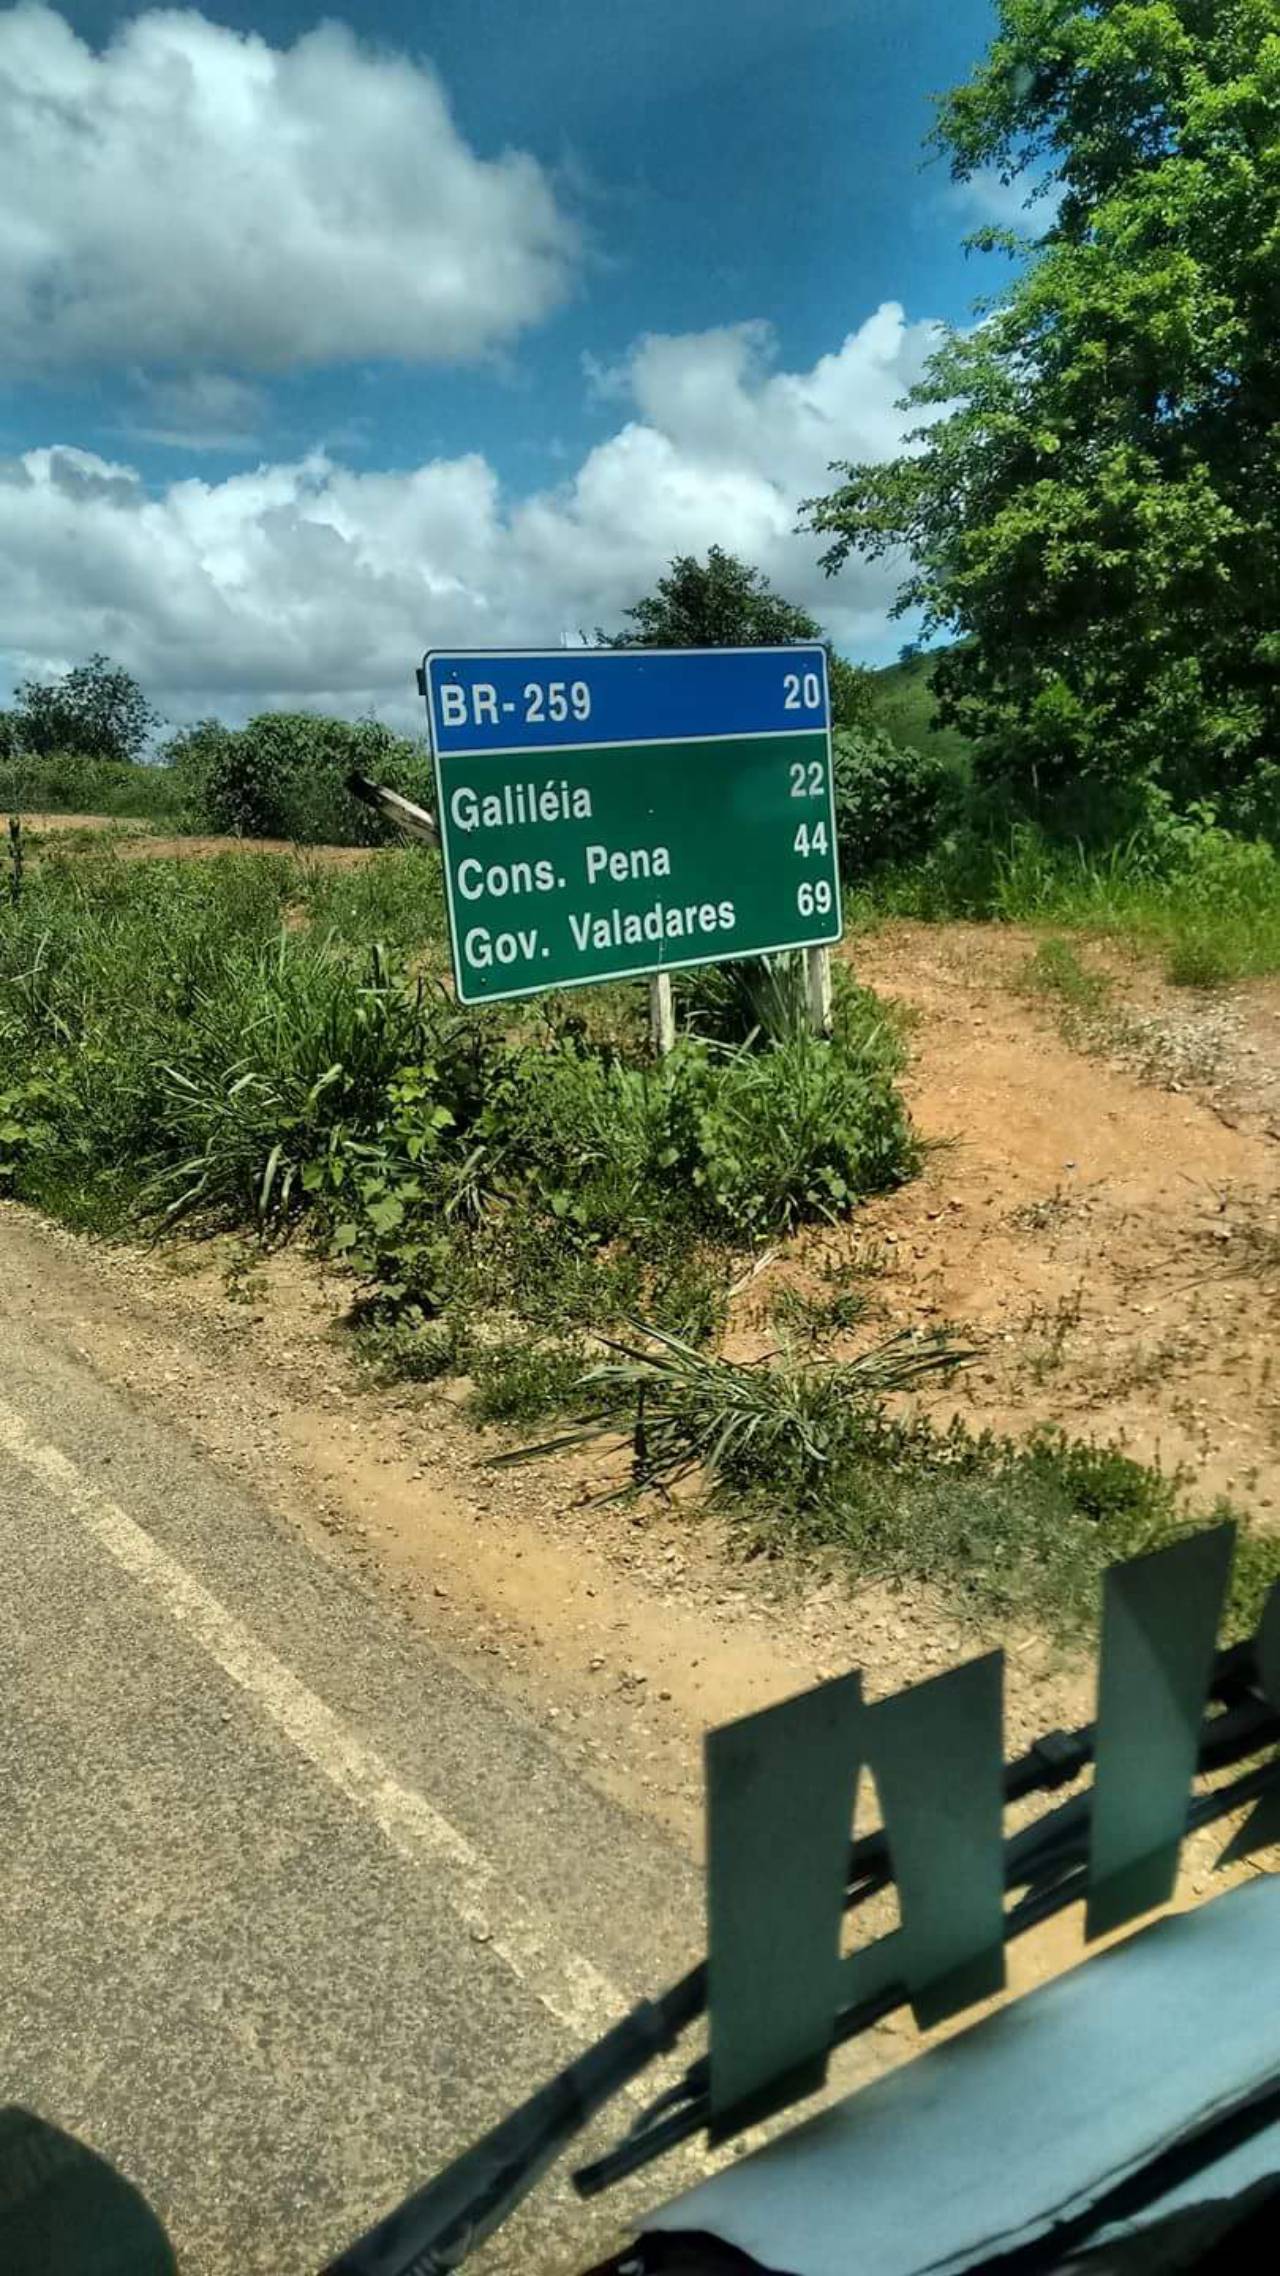 BR-259 20
Galiléia 22
Cons. Pena 44
Gov. Valadares 69